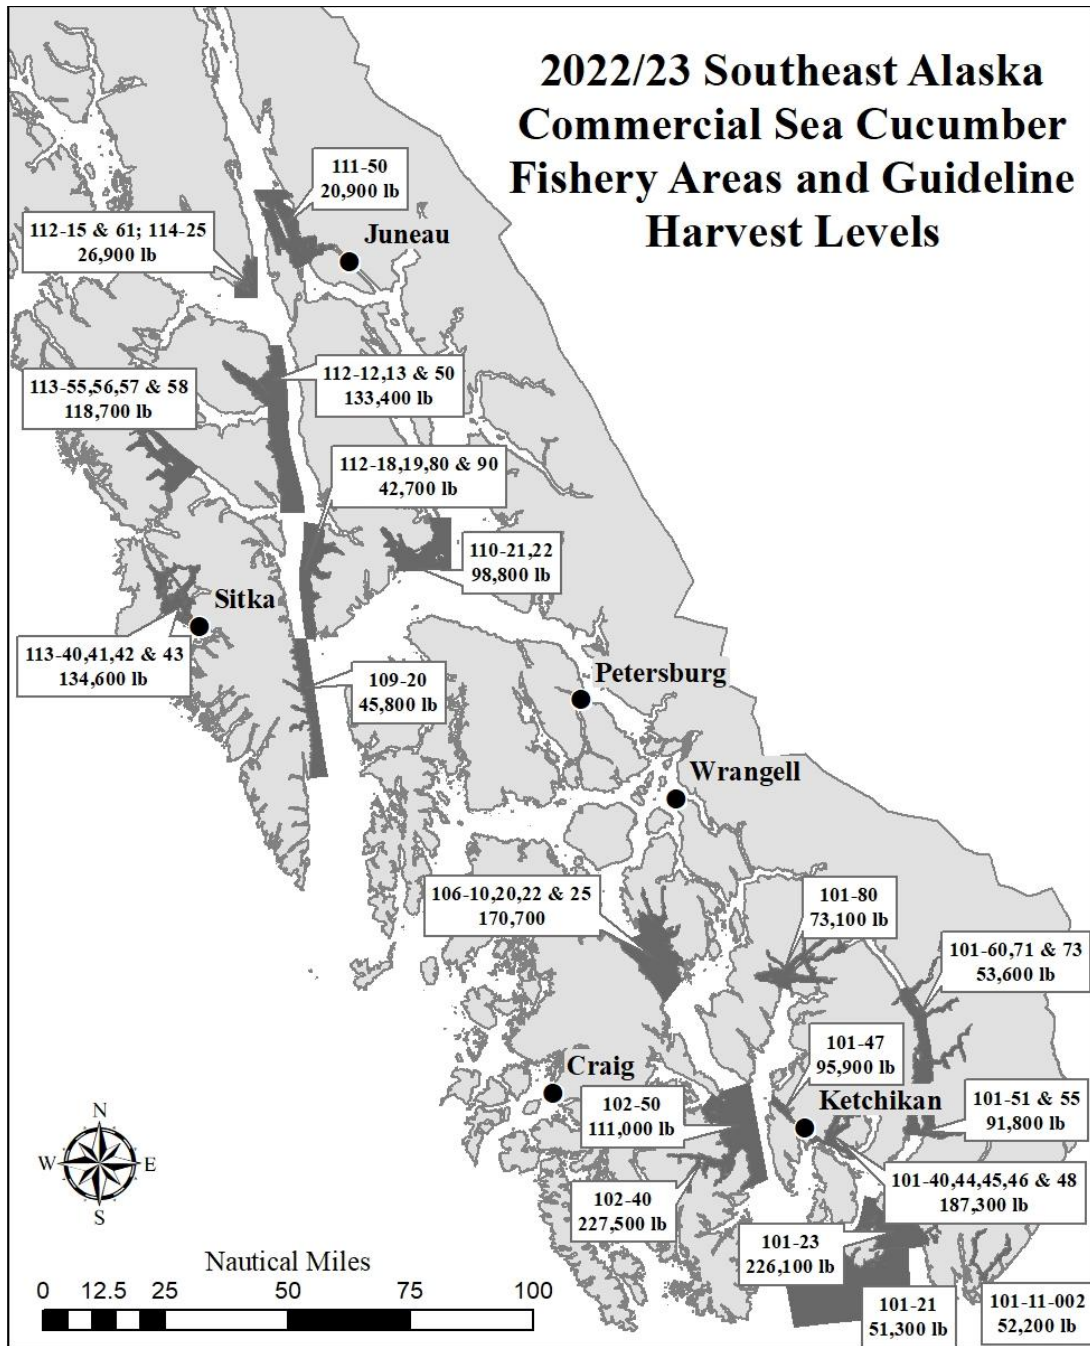 2022/23 Southeast Alaska
Commercial Sea Cucumber
Fishery Areas and Guideline
Harvest Levels
111-50
20,900 lb
Juneau
112-15 & 61; 114-25
26,900 lb
113-55,56,57 & 58
118,700 lb
112-12,13 & 50
133,400 lb
112-18,19,80 & 90
42,700 lb
110-21,22
98,800 lb
Sitka
113-40,41,42 & 43
134,600 lb
109-20
45,800 lb
Petersburg
Wrangell
106-10,20,22 & 25
170,700
101-80
73,100 lb
101-60,71 & 73
53,600 lb
101-47
95,900 lb
Craig
Ketchikan
102-50
111,000 lb
101-51 & 55
91,800 lb
101-40,44,45,46 & 48
187,300 lb
102-40
227,500 lb
101-23
226,100 lb
101-21
51,300 lb
101-11-002
52,200 lb
N
W E
S
Nautical Miles
0 12.5 25 50 75 100